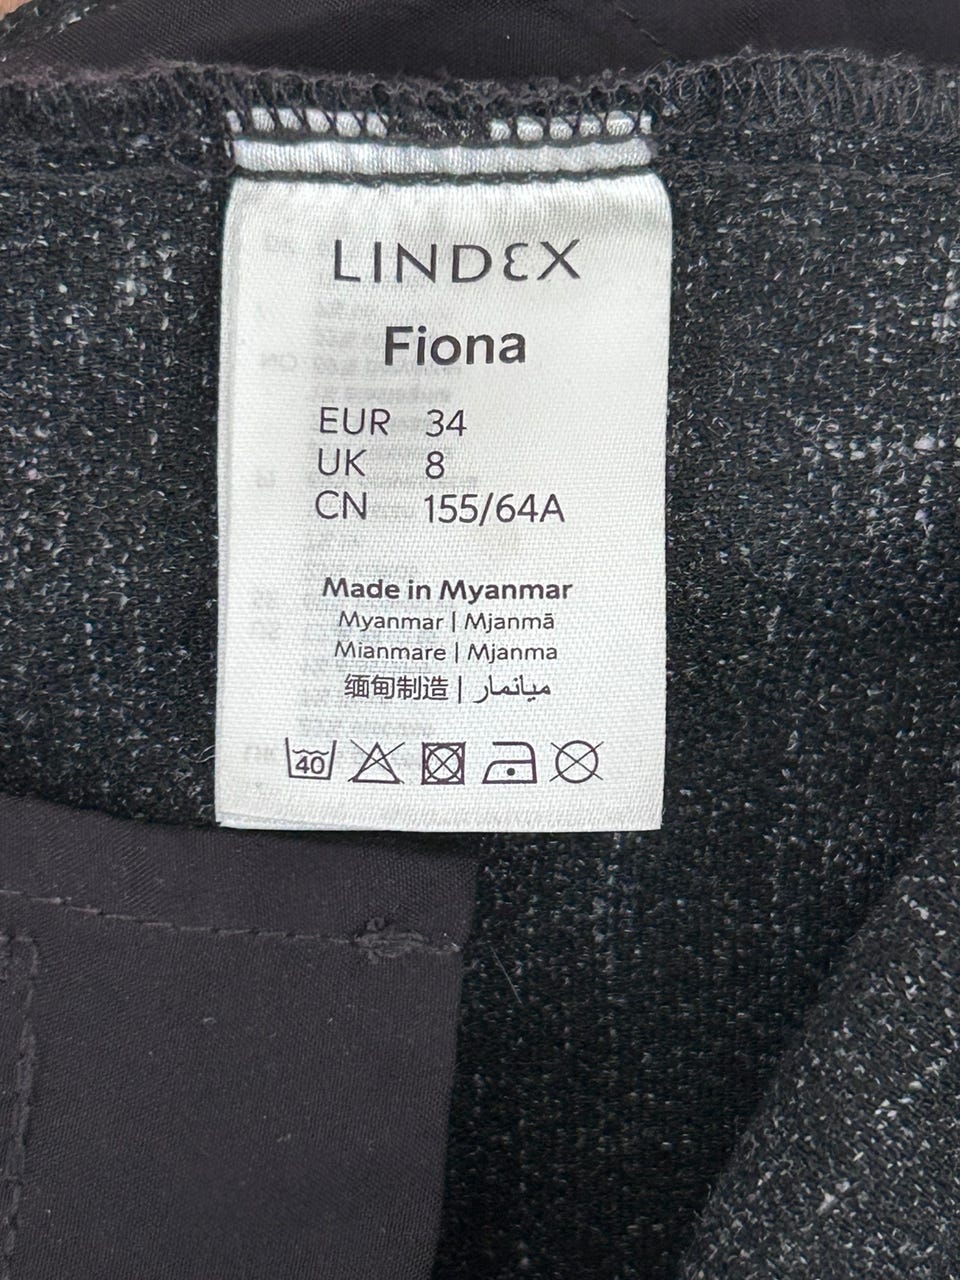 LINDEX
Fiona
EUR 34
UK 8
CN 155/64A
Made in Myanmar
Myanmar | Mjanmā
Mianmare | Mjanma
缅甸制造 | ميانمار
40